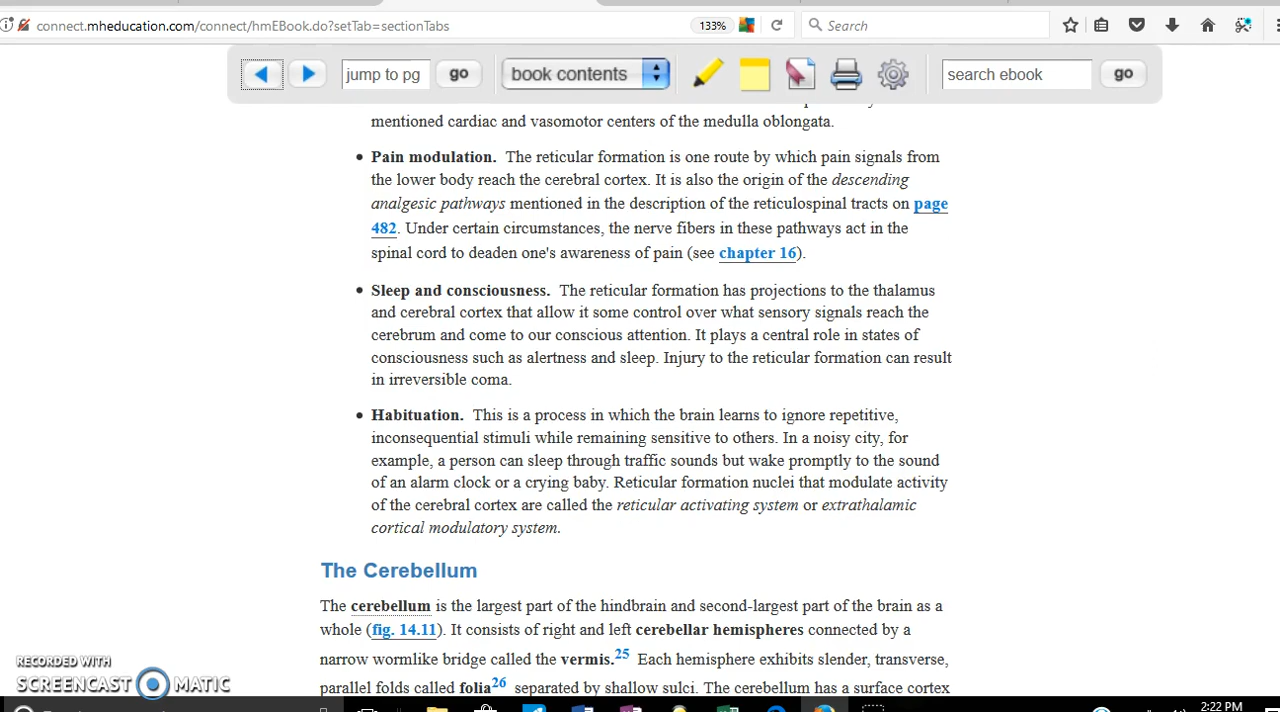 connect.mheducation.com/connect/hmEBook.do?setTab=sectionTabs
133%
Search
jump to pg
go
book contents
search ebook
go
mentioned cardiac and vasomotor centers of the medulla oblongata.
• Pain modulation. The reticular formation is one route by which pain signals from
the lower body reach the cerebral cortex. It is also the origin of the descending
analgesic pathways mentioned in the description of the reticulospinal tracts on page
482. Under certain circumstances, the nerve fibers in these pathways act in the
spinal cord to deaden one's awareness of pain (see chapter 16).
• Sleep and consciousness. The reticular formation has projections to the thalamus
and cerebral cortex that allow it some control over what sensory signals reach the
cerebrum and come to our conscious attention. It plays a central role in states of
consciousness such as alertness and sleep. Injury to the reticular formation can result
in irreversible coma.
• Habituation. This is a process in which the brain learns to ignore repetitive,
inconsequential stimuli while remaining sensitive to others. In a noisy city, for
example, a person can sleep through traffic sounds but wake promptly to the sound
of an alarm clock or a crying baby. Reticular formation nuclei that modulate activity
of the cerebral cortex are called the reticular activating system or extrathalamic
cortical modulatory system.
The Cerebellum
The cerebellum is the largest part of the hindbrain and second-largest part of the brain as a
whole (fig. 14.11). It consists of right and left cerebellar hemispheres connected by a
narrow wormlike bridge called the vermis.25 Each hemisphere exhibits slender, transverse,
parallel folds called folia26 separated by shallow sulci. The cerebellum has a surface cortex
RECORDED WITH
SCREENCAST MATIC
2:22 PM